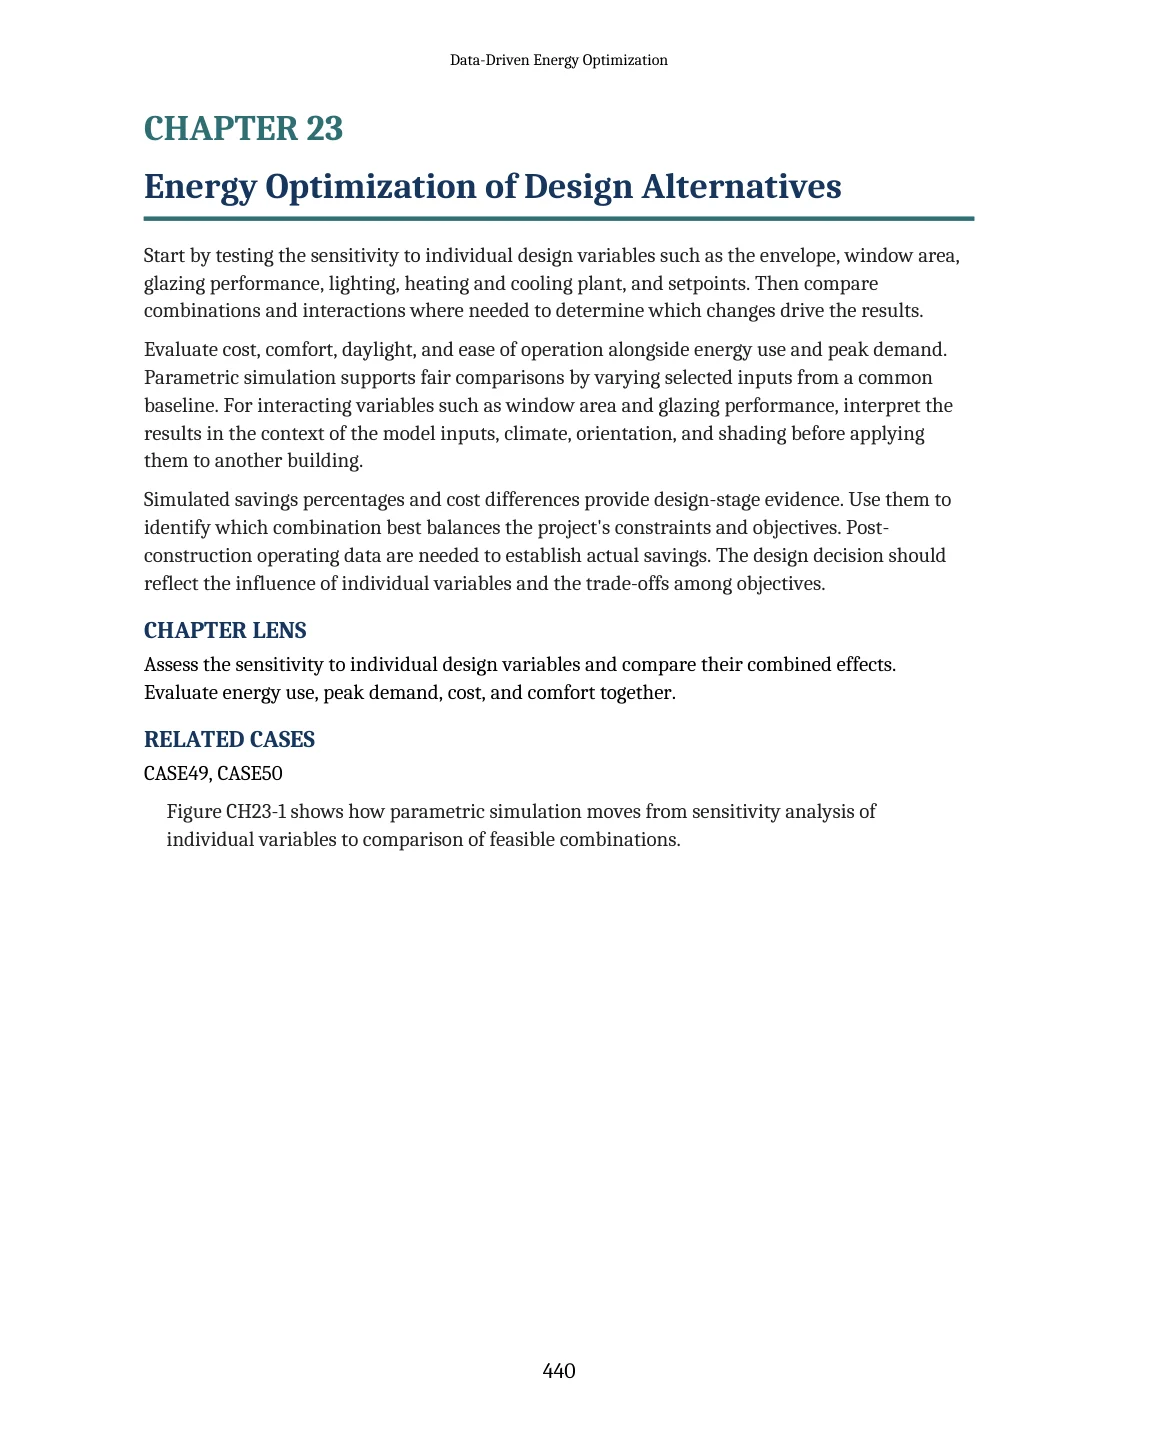 Data-Driven Energy Optimization
CHAPTER 23
Energy Optimization of Design Alternatives
Start by testing the sensitivity to individual design variables such as the envelope, window area,
glazing performance, lighting, heating and cooling plant, and setpoints. Then compare
combinations and interactions where needed to determine which changes drive the results.
Evaluate cost, comfort, daylight, and ease of operation alongside energy use and peak demand.
Parametric simulation supports fair comparisons by varying selected inputs from a common
baseline. For interacting variables such as window area and glazing performance, interpret the
results in the context of the model inputs, climate, orientation, and shading before applying
them to another building.
Simulated savings percentages and cost differences provide design-stage evidence. Use them to
identify which combination best balances the project's constraints and objectives. Post-
construction operating data are needed to establish actual savings. The design decision should
reflect the influence of individual variables and the trade-offs among objectives.
CHAPTER LENS
Assess the sensitivity to individual design variables and compare their combined effects.
Evaluate energy use, peak demand, cost, and comfort together.
RELATED CASES
CASE49, CASE50
Figure CH23-1 shows how parametric simulation moves from sensitivity analysis of
individual variables to comparison of feasible combinations.
440